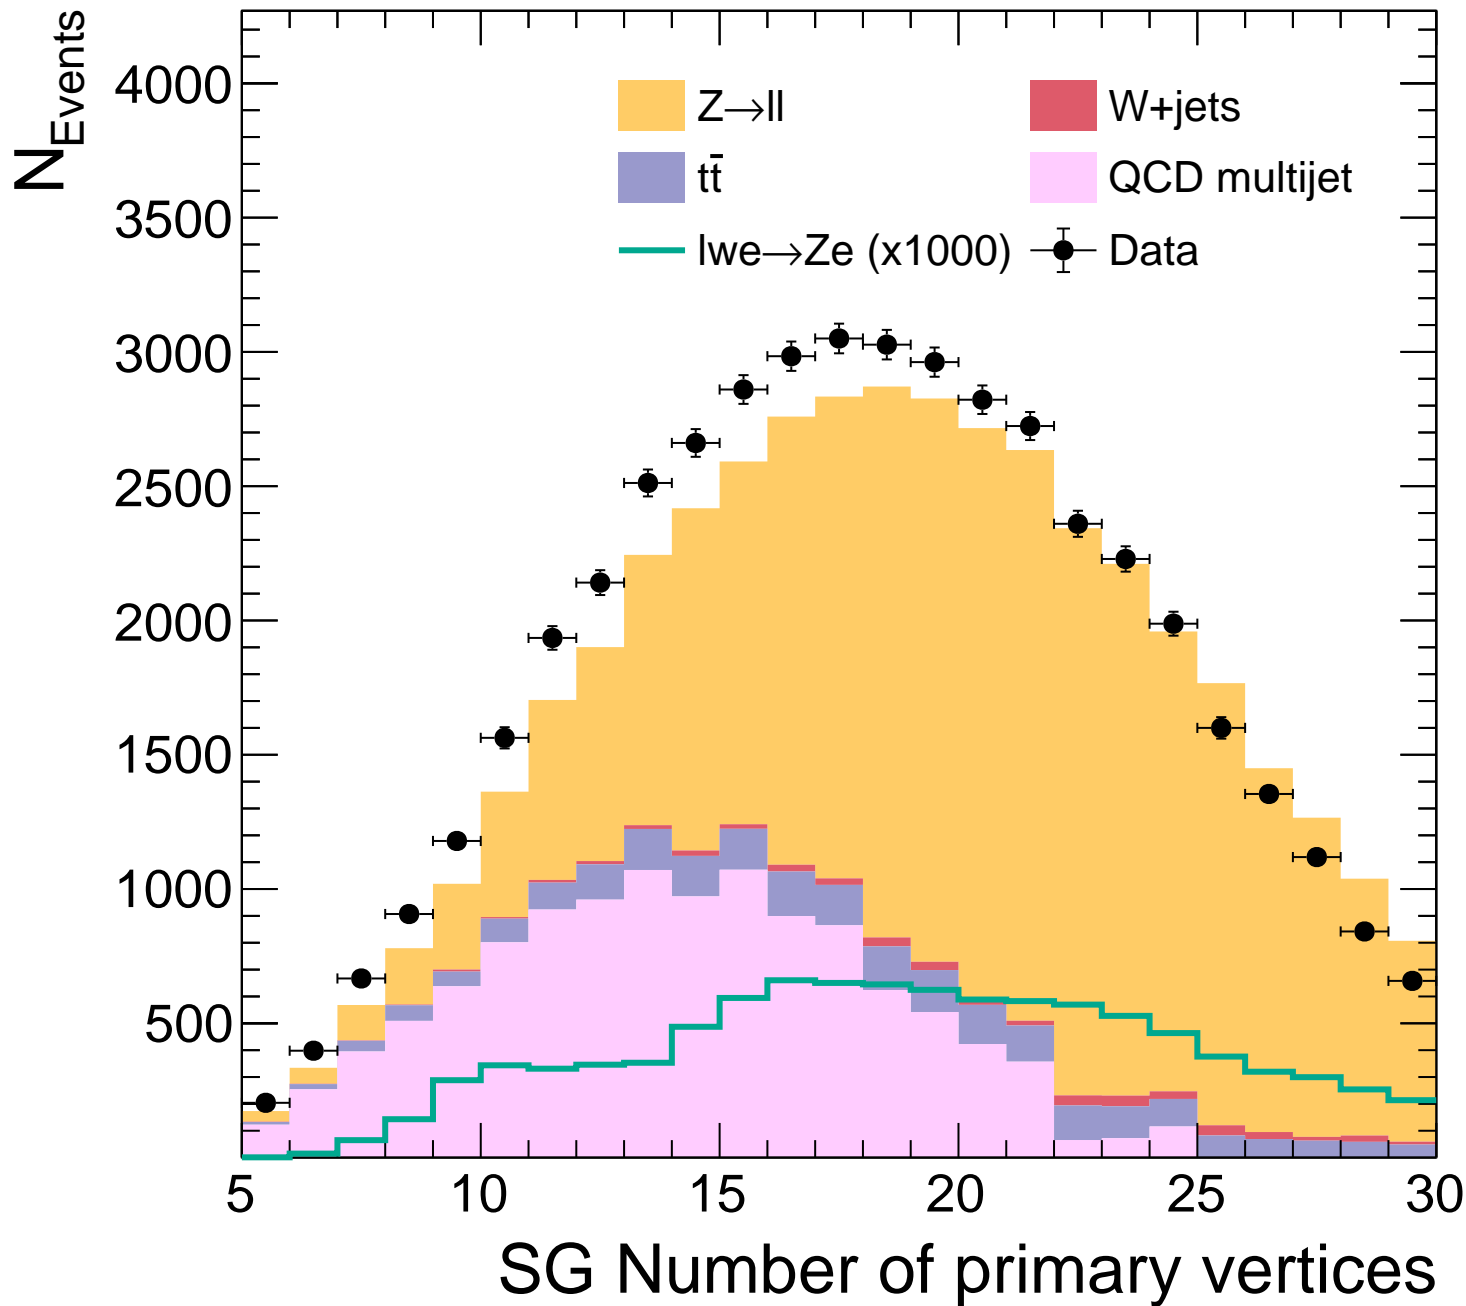 N_Events
4000
3500
3000
2500
2000
1500
1000
500
Z→ll
W+jets
tt̄
QCD multijet
lwe→Ze (x1000)
Data
5 10 15 20 25 30
SG Number of primary vertices